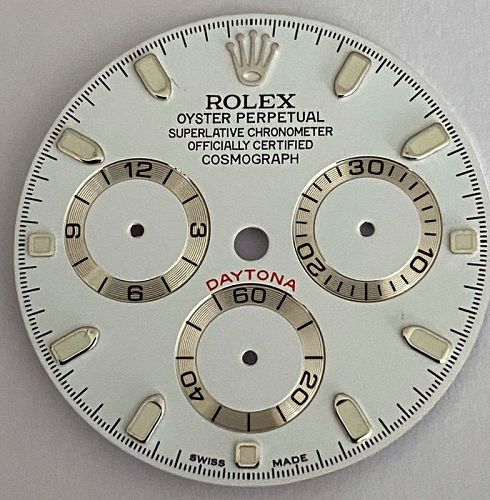 ROLEX
OYSTER PERPETUAL
SUPERLATIVE CHRONOMETER
OFFICIALLY CERTIFIED
COSMOGRAPH
12
3
6
9
30
10
20
DAYTONA
60
20
40
SWISS MADE